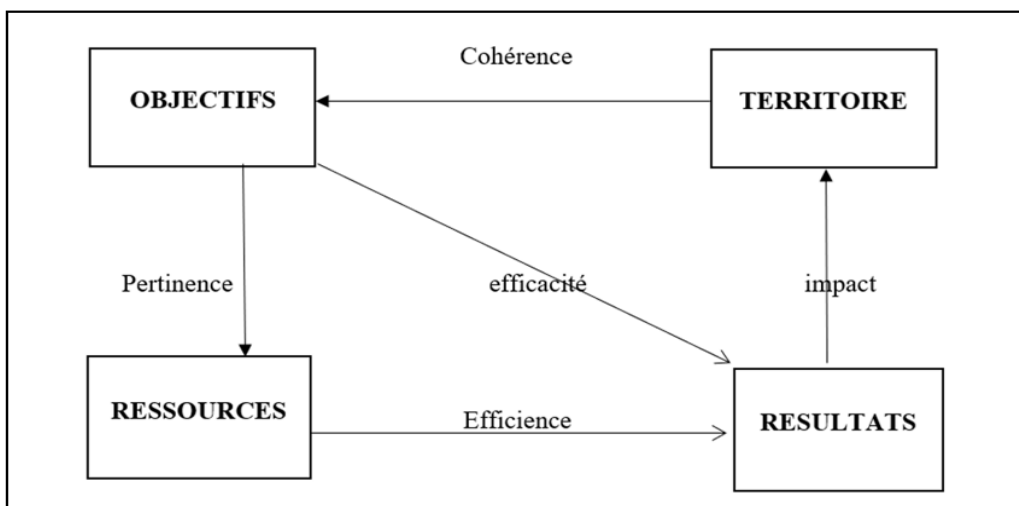 Cohérence
OBJECTIFS
TERRITOIRE
Pertinence
efficacité
impact
RESSOURCES
Efficience
RESULTATS